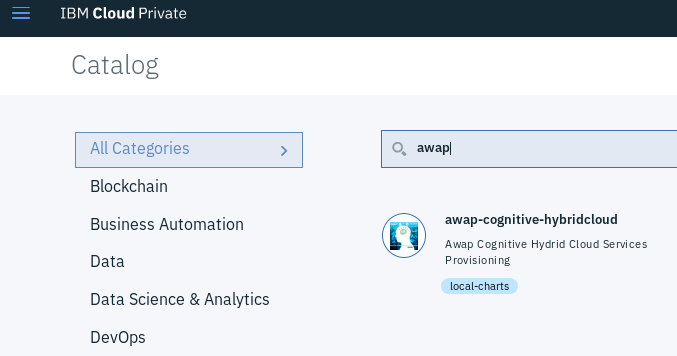 IBM Cloud Private
Catalog
All Categories
Blockchain
Business Automation
Data
Data Science & Analytics
DevOps
awap
awap-cognitive-hybridcloud
Awap Cognitive Hydrid Cloud Services
Provisioning
local-charts